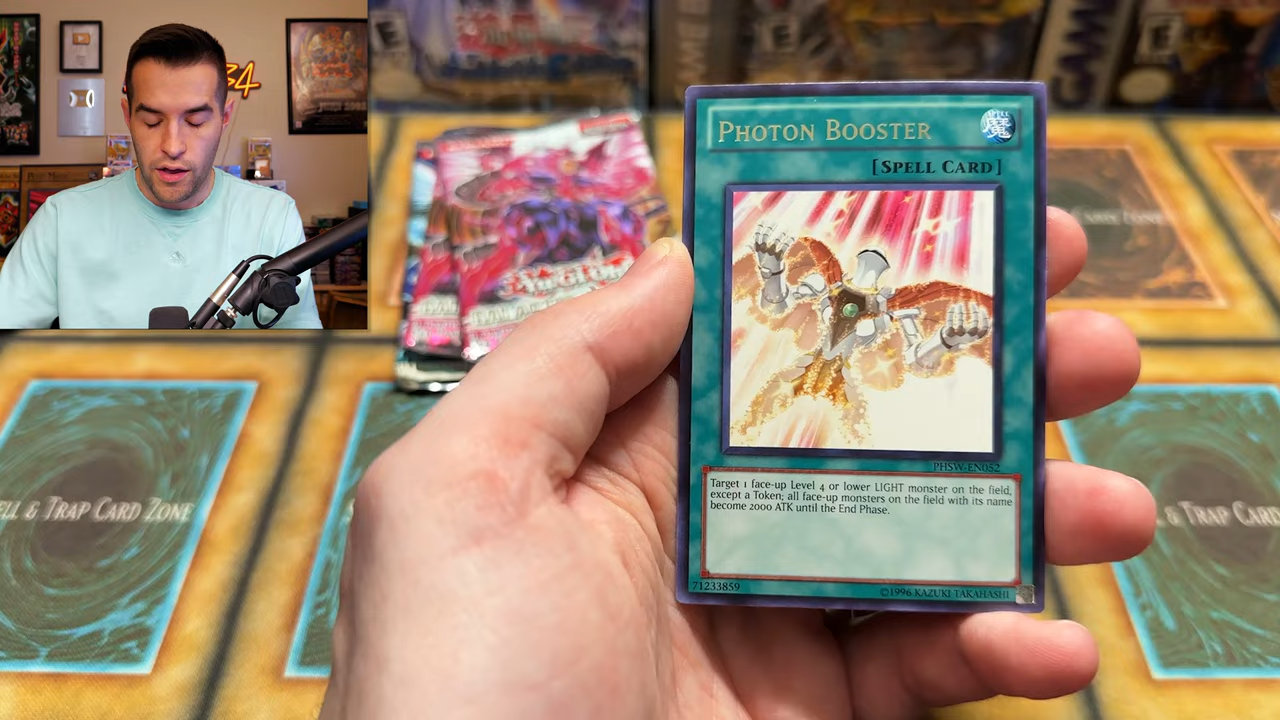 34
PHOTON BOOSTER
SPELL
[SPELL CARD]
PHSW-EN052
Target 1 face-up Level 4 or lower LIGHT monster on the field,
except a Token; all face-up monsters on the field with its name
become 2000 ATK until the End Phase.
71233859
©1996 KAZUKI TAKAHASHI
ELL & TRAP CARD ZONE
& TRAP CARD